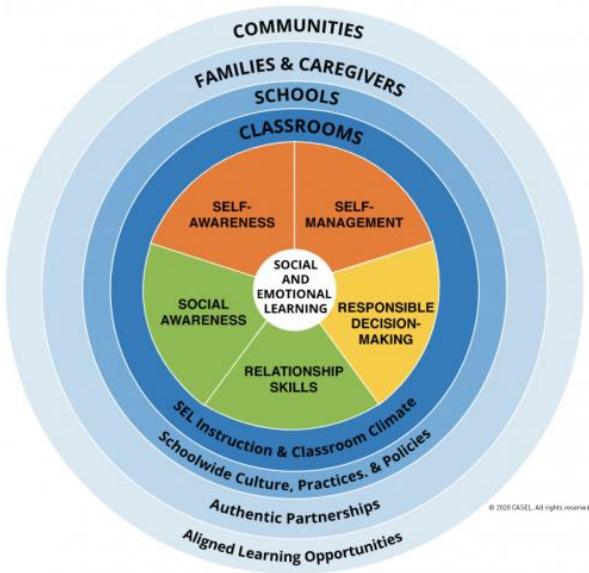 COMMUNITIES
FAMILIES & CAREGIVERS
SCHOOLS
CLASSROOMS
SELF-
AWARENESS
SELF-
MANAGEMENT
SOCIAL
AND
EMOTIONAL
LEARNING
SOCIAL
AWARENESS
RESPONSIBLE
DECISION-
MAKING
RELATIONSHIP
SKILLS
SEL Instruction & Classroom Climate
Schoolwide Culture, Practices. & Policies
Authentic Partnerships
Aligned Learning Opportunities
© 2020 CASEL. All rights reserved